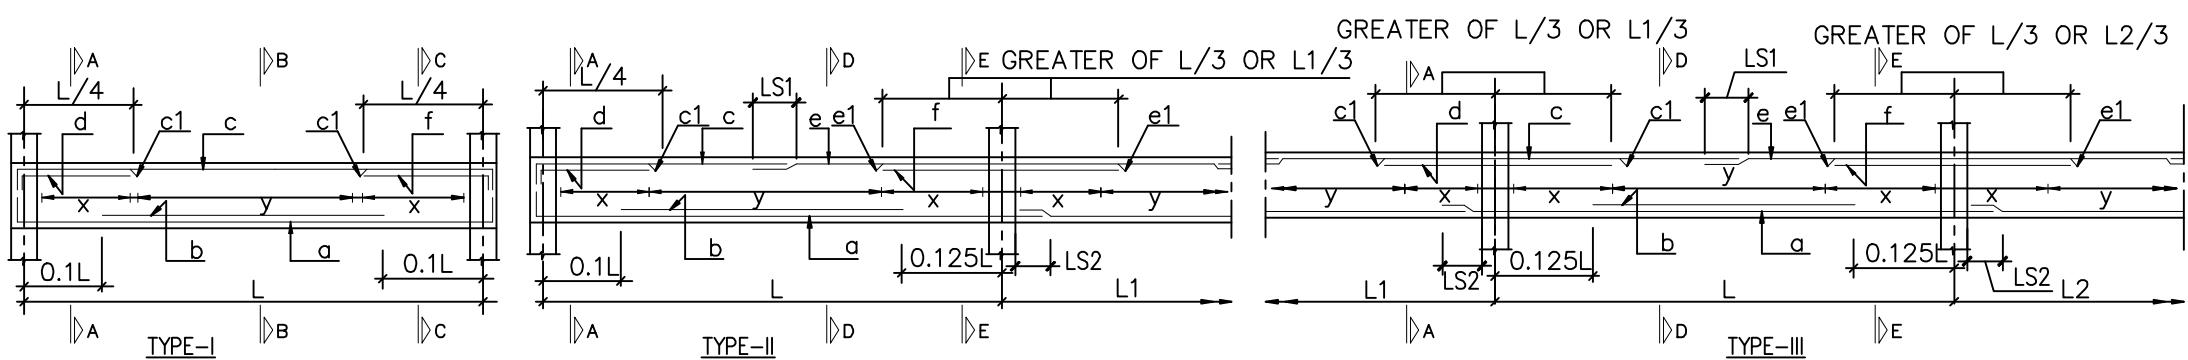 GREATER OF L/3 OR L1/3
GREATER OF L/3 OR L2/3
A B C
A D E GREATER OF L/3 OR L1/3
A D E
L/4 L/4
L/4 LS1
LS1
d c1 c c1 f
d c1 c e e1 f e1
c1 d c c1 e e1 f e1
x y x
x y x x y
y x x y x x y
b a
b a
b a
0.1L 0.1L
0.1L 0.125L LS2
LS2 0.125L 0.125L LS2
L
L L1
L1 L L2
A B C
A D E
A D E
TYPE-I
TYPE-II
TYPE-III